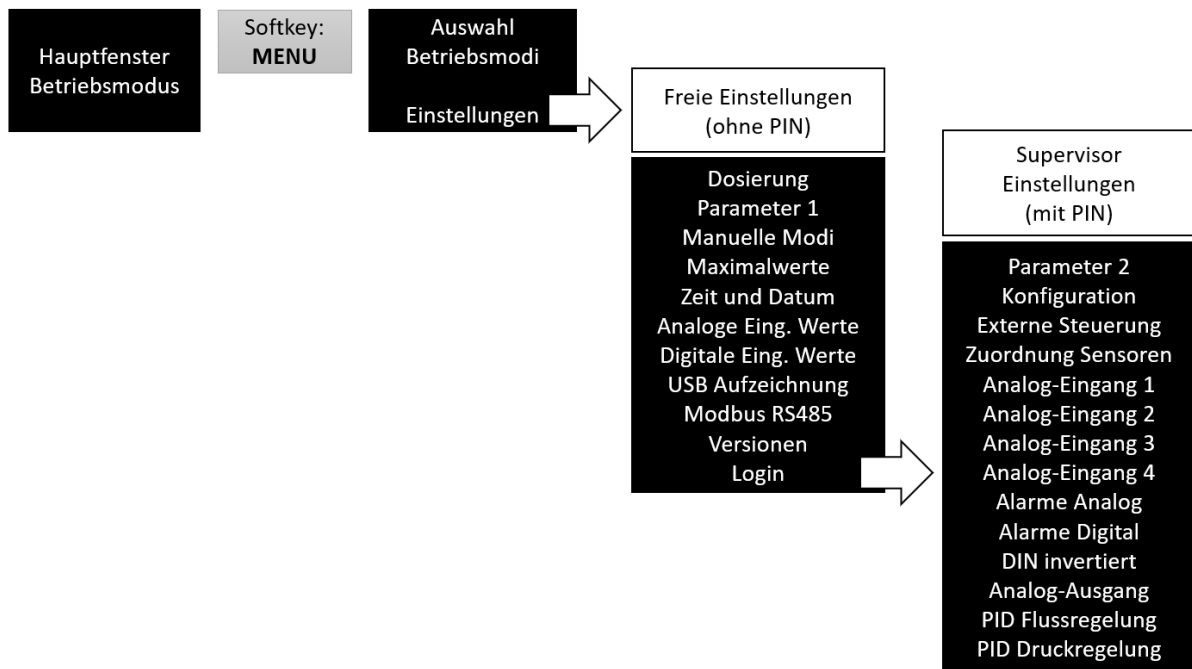 Hauptfenster
Betriebsmodus
Softkey:
MENU
Auswahl
Betriebsmodi
Einstellungen
Freie Einstellungen
(ohne PIN)
Dosierung
Parameter 1
Manuelle Modi
Maximalwerte
Zeit und Datum
Analoge Eing. Werte
Digitale Eing. Werte
USB Aufzeichnung
Modbus RS485
Versionen
Login
Supervisor
Einstellungen
(mit PIN)
Parameter 2
Konfiguration
Externe Steuerung
Zuordnung Sensoren
Analog-Eingang 1
Analog-Eingang 2
Analog-Eingang 3
Analog-Eingang 4
Alarme Analog
Alarme Digital
DIN invertiert
Analog-Ausgang
PID Flussregelung
PID Druckregelung